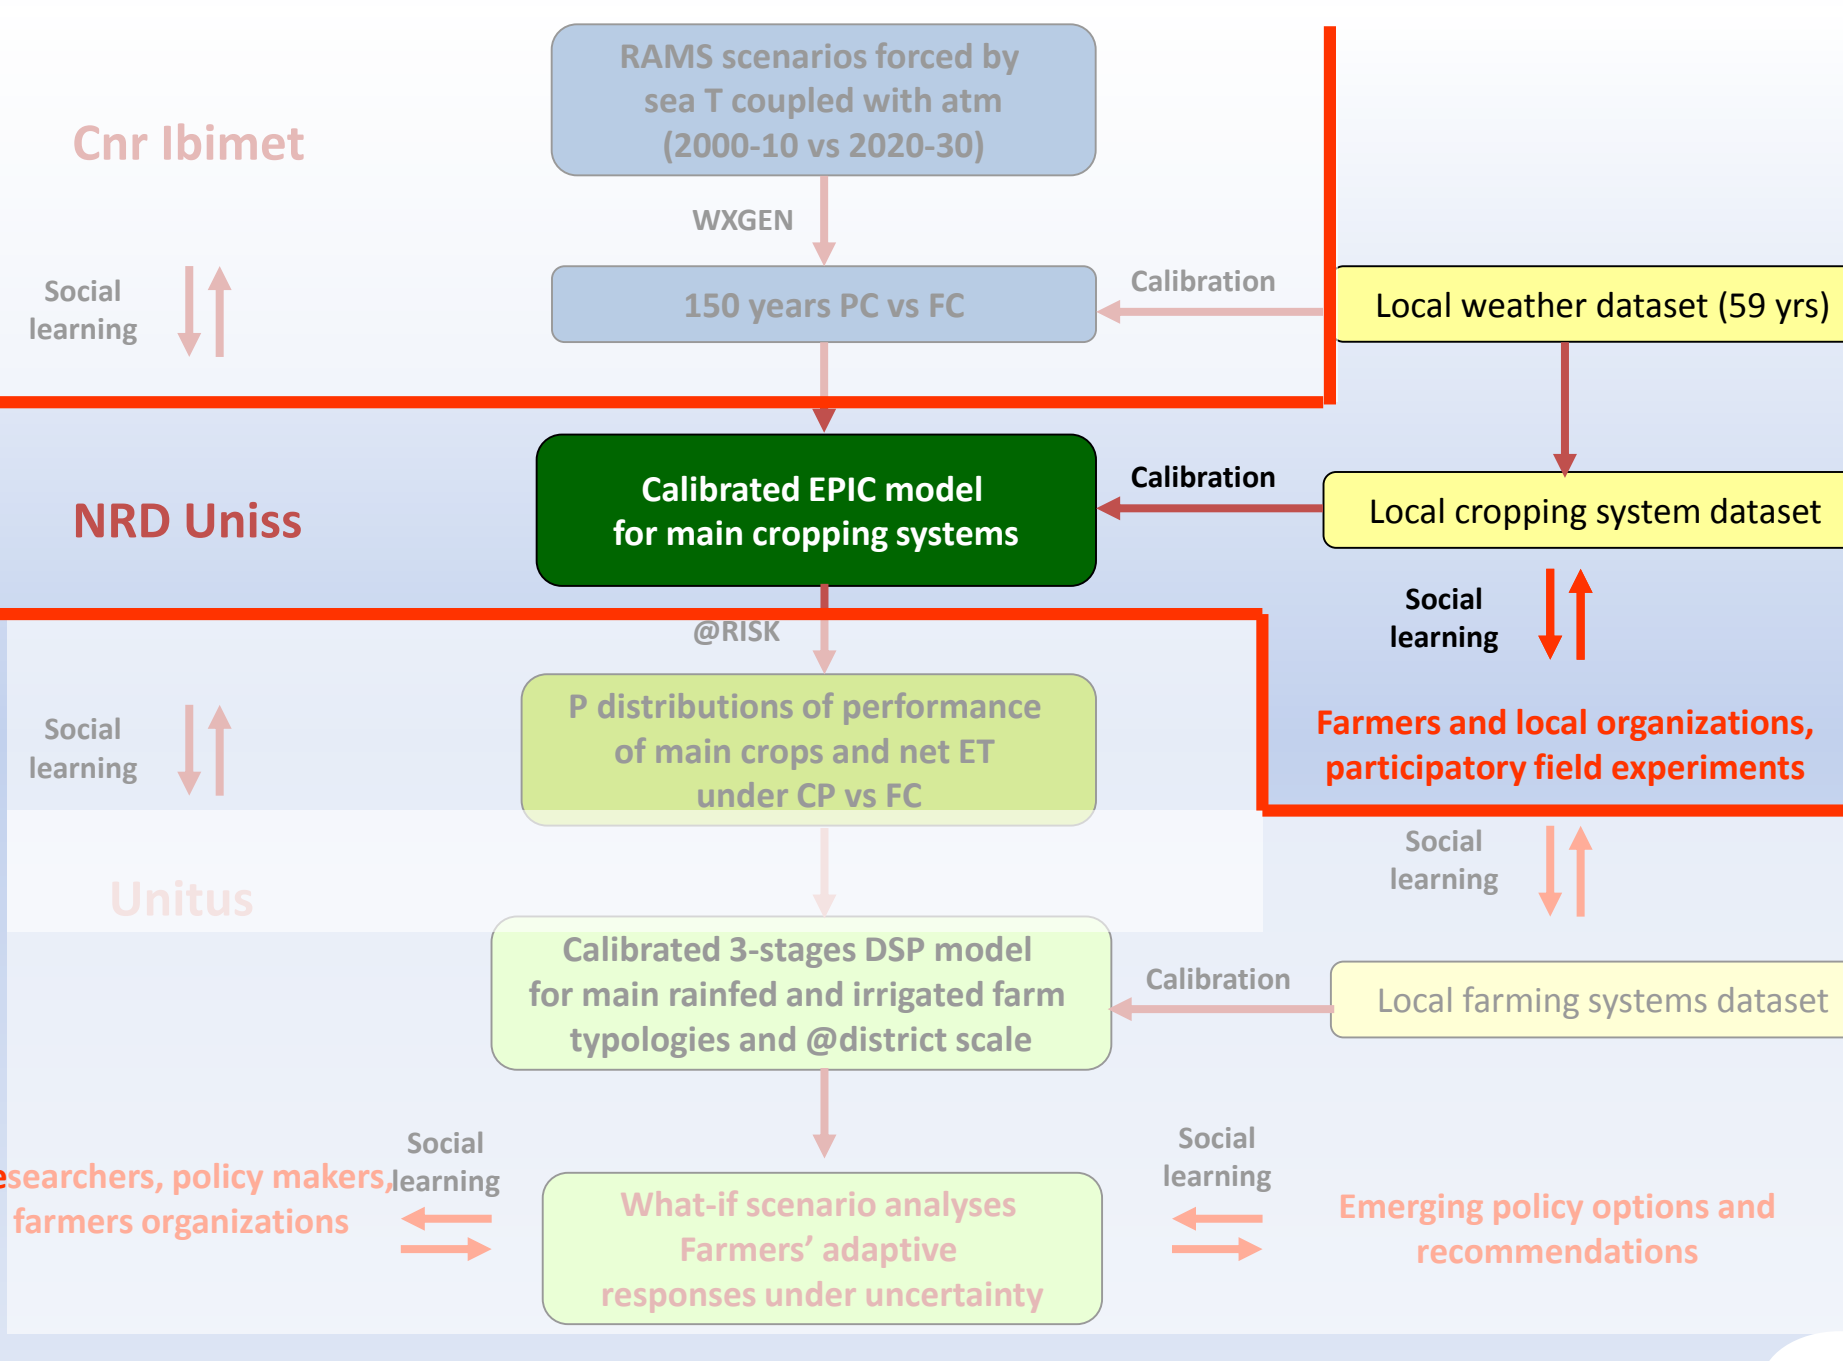 RAMS scenarios forced by
sea T coupled with atm
(2000-10 vs 2020-30)
Cnr Ibimet
WXGEN
Social
learning
150 years PC vs FC
Calibration
Local weather dataset (59 yrs)
NRD Uniss
Calibrated EPIC model
for main cropping systems
Calibration
Local cropping system dataset
Social
learning
@RISK
Social
learning
P distributions of performance
of main crops and net ET
under CP vs FC
Farmers and local organizations,
participatory field experiments
Social
learning
Unitus
Calibrated 3-stages DSP model
for main rainfed and irrigated farm
typologies and @district scale
Calibration
Local farming systems dataset
esearchers, policy makers,
farmers organizations
Social
learning
What-if scenario analyses
Farmers’ adaptive
responses under uncertainty
Social
learning
Emerging policy options and
recommendations